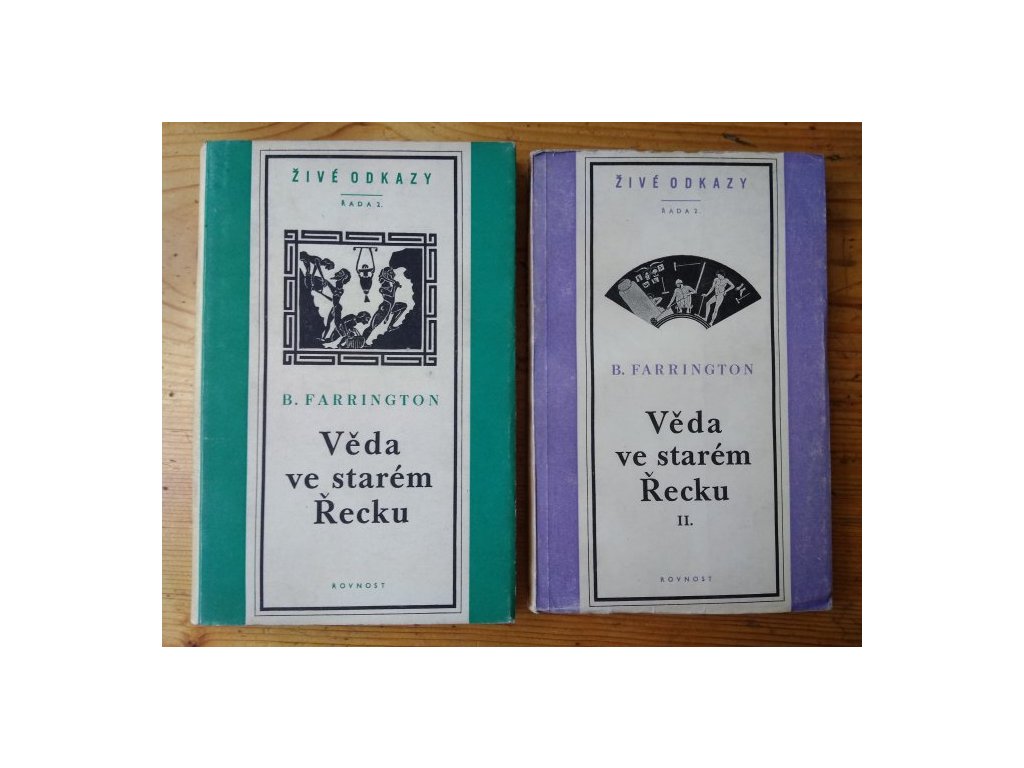 ŽIVÉ ODKAZY
ŘADA 2.
B. FARRINGTON
Věda
ve starém
Řecku
ROVNOST
ŽIVÉ ODKAZY
ŘADA 2.
B. FARRINGTON
Věda
ve starém
Řecku
II.
ROVNOST